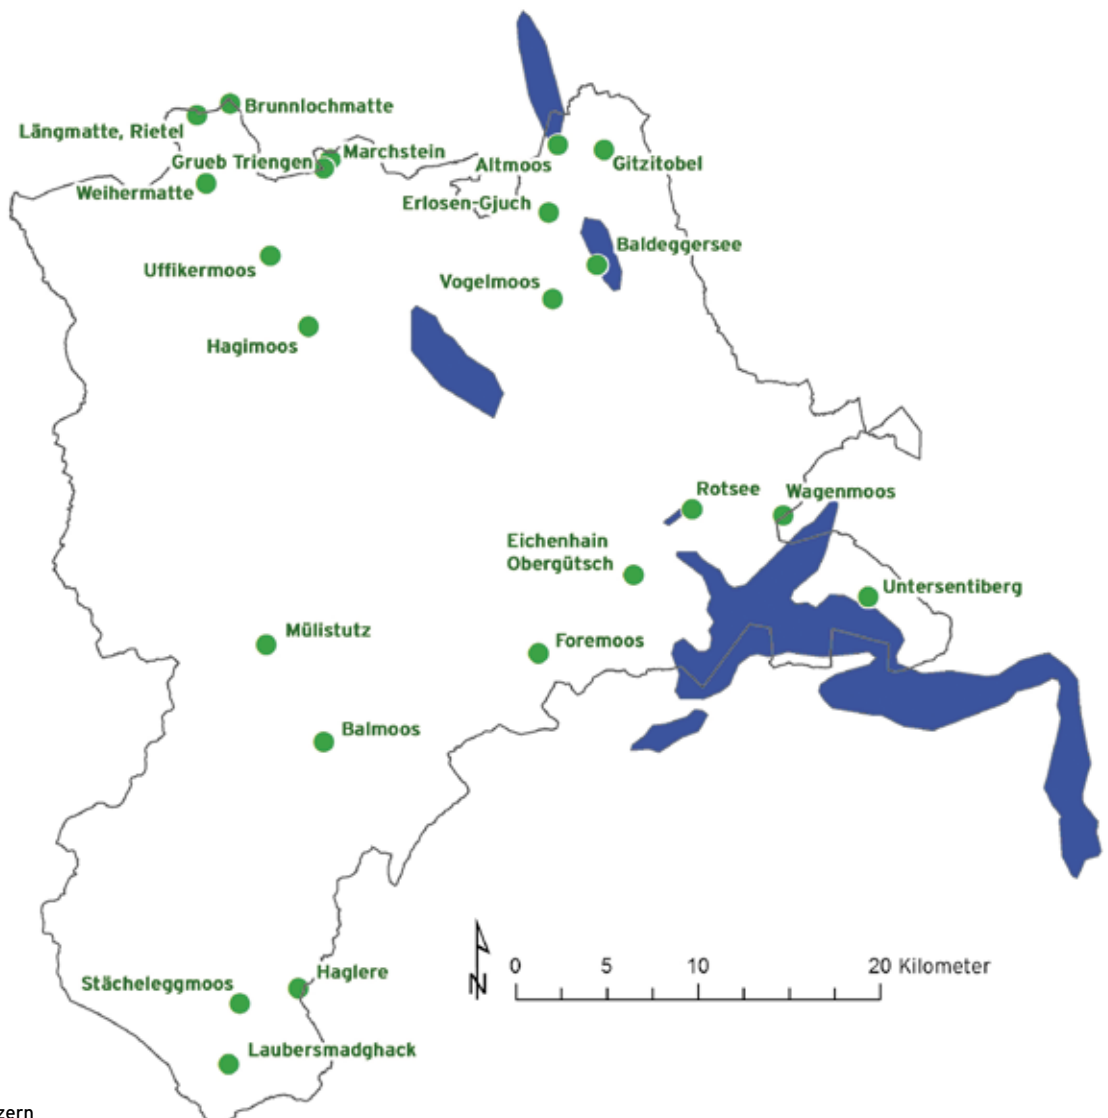 Brunnlochmatte
Längmatte, Rietel
Marchstein
Grueb Triengen
Altmoos
Gitzitobel
Weihermatte
Erlosen-Gjuch
Baldeggersee
Uffikermoos
Vogelmoos
Hagimoos
Rotsee
Wagenmoos
Eichenhain
Obergütsch
Untersentiberg
Mülistutz
Foremoos
Balmoos
N
0 5 10 20 Kilometer
Haglere
Stächeleggmoos
Laubersmadghack
zern